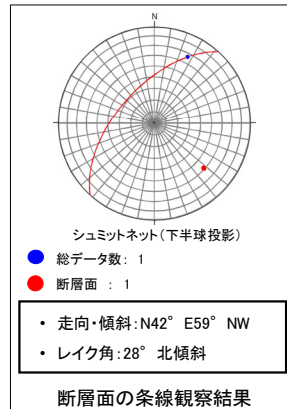 N
シュミットネット(下半球投影)
総データ数: 1
断層面 : 1
• 走向・傾斜:N42° E59° NW
• レイク角:28° 北傾斜
断層面の条線観察結果